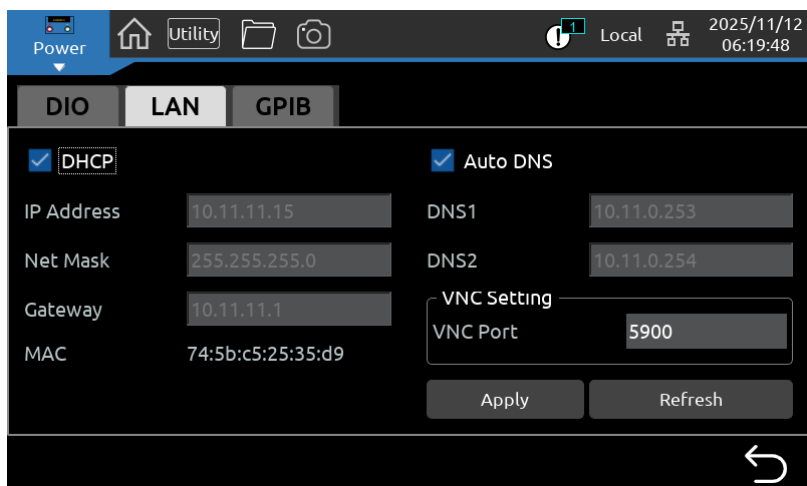 Power
Utility
1
Local
2025/11/12
06:19:48
DIO
LAN
GPIB
DHCP
Auto DNS
IP Address
10.11.11.15
DNS1
10.11.0.253
Net Mask
255.255.255.0
DNS2
10.11.0.254
Gateway
10.11.11.1
VNC Setting
VNC Port
5900
MAC
74:5b:c5:25:35:d9
Apply
Refresh